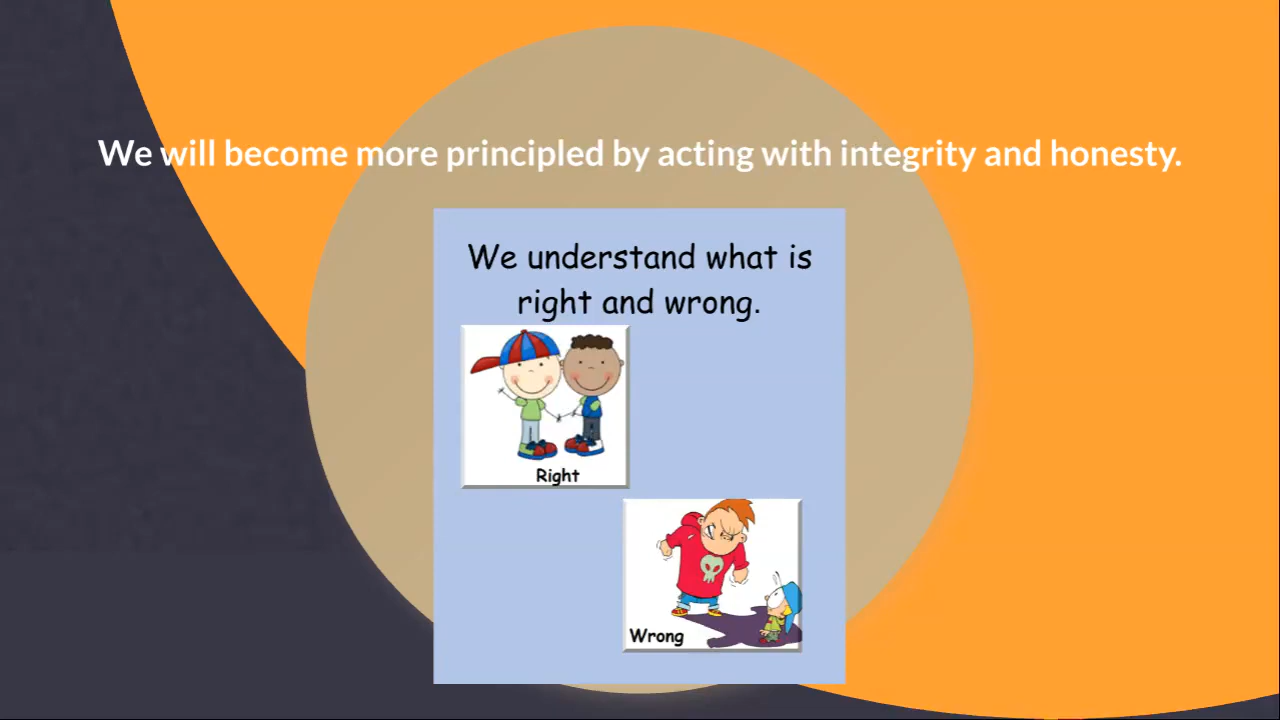 We will become more principled by acting with integrity and honesty.
We understand what is
right and wrong.
Right
Wrong